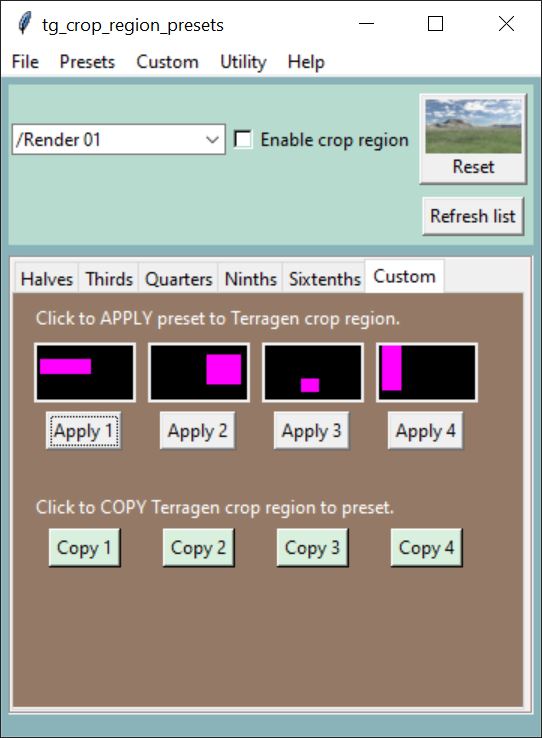 tg_crop_region_presets
File Presets Custom Utility Help
/Render 01 Enable crop region
Reset
Refresh list
Halves Thirds Quarters Ninths Sixtenths Custom
Click to APPLY preset to Terragen crop region.
Apply 1 Apply 2 Apply 3 Apply 4
Click to COPY Terragen crop region to preset.
Copy 1 Copy 2 Copy 3 Copy 4